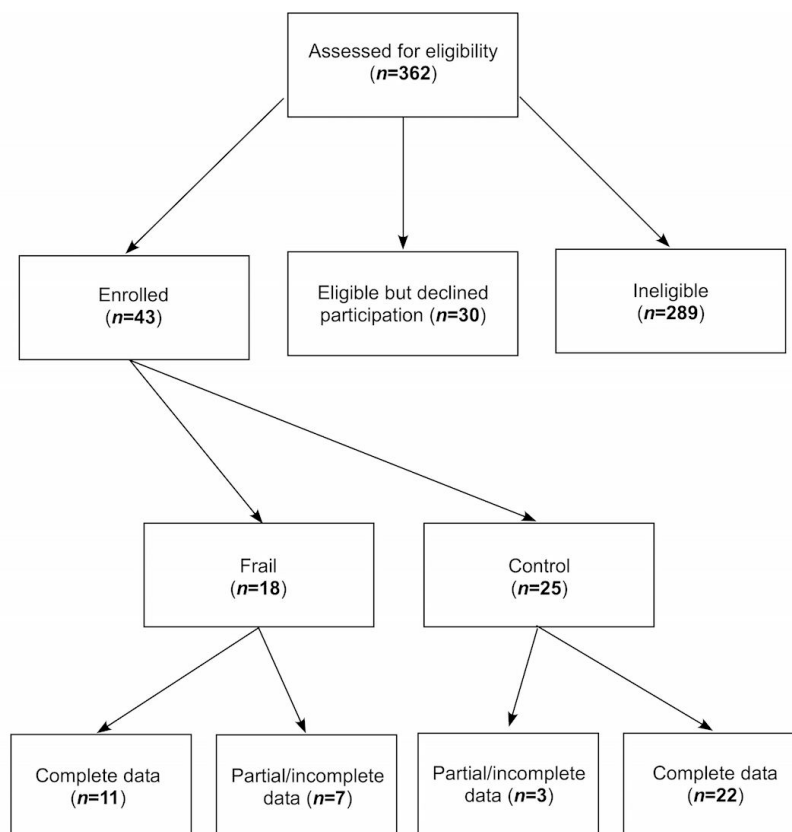 Assessed for eligibility
(n=362)
Enrolled
(n=43)
Eligible but declined
participation (n=30)
Ineligible
(n=289)
Frail
(n=18)
Control
(n=25)
Complete data
(n=11)
Partial/incomplete
data (n=7)
Partial/incomplete
data (n=3)
Complete data
(n=22)